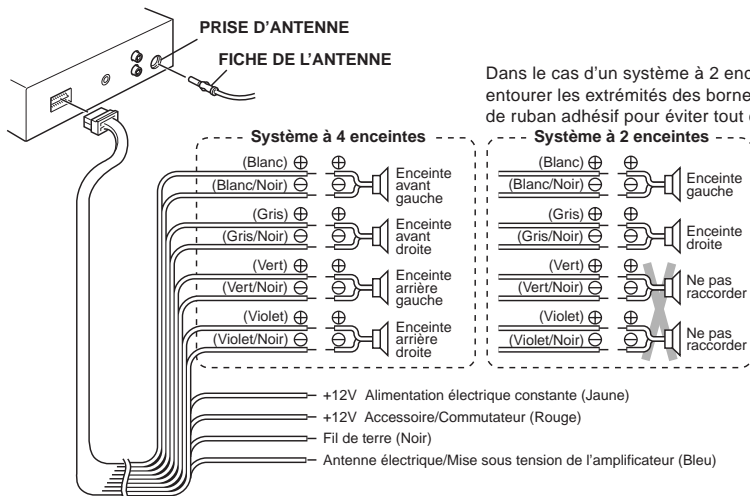 PRISE D’ANTENNE
FICHE DE L’ANTENNE
Dans le cas d’un système à 2 enc
entourer les extrémités des borne
de ruban adhésif pour éviter tout
Système à 4 enceintes
(Blanc) ⊕ ⊕
(Blanc/Noir) ⊖ ⊖
Enceinte
avant
gauche
(Gris) ⊕ ⊕
(Gris/Noir) ⊖ ⊖
Enceinte
avant
droite
(Vert) ⊕ ⊕
(Vert/Noir) ⊖ ⊖
Enceinte
arrière
gauche
(Violet) ⊕ ⊕
(Violet/Noir) ⊖ ⊖
Enceinte
arrière
droite
Système à 2 enceintes
(Blanc) ⊕ ⊕
(Blanc/Noir) ⊖ ⊖
Enceinte
gauche
(Gris) ⊕ ⊕
(Gris/Noir) ⊖ ⊖
Enceinte
droite
(Vert) ⊕ ⊕
(Vert/Noir) ⊖ ⊖
Ne pas
raccorder
(Violet) ⊕ ⊕
(Violet/Noir) ⊖ ⊖
Ne pas
raccorder
+12V Alimentation électrique constante (Jaune)
+12V Accessoire/Commutateur (Rouge)
Fil de terre (Noir)
Antenne électrique/Mise sous tension de l’amplificateur (Bleu)